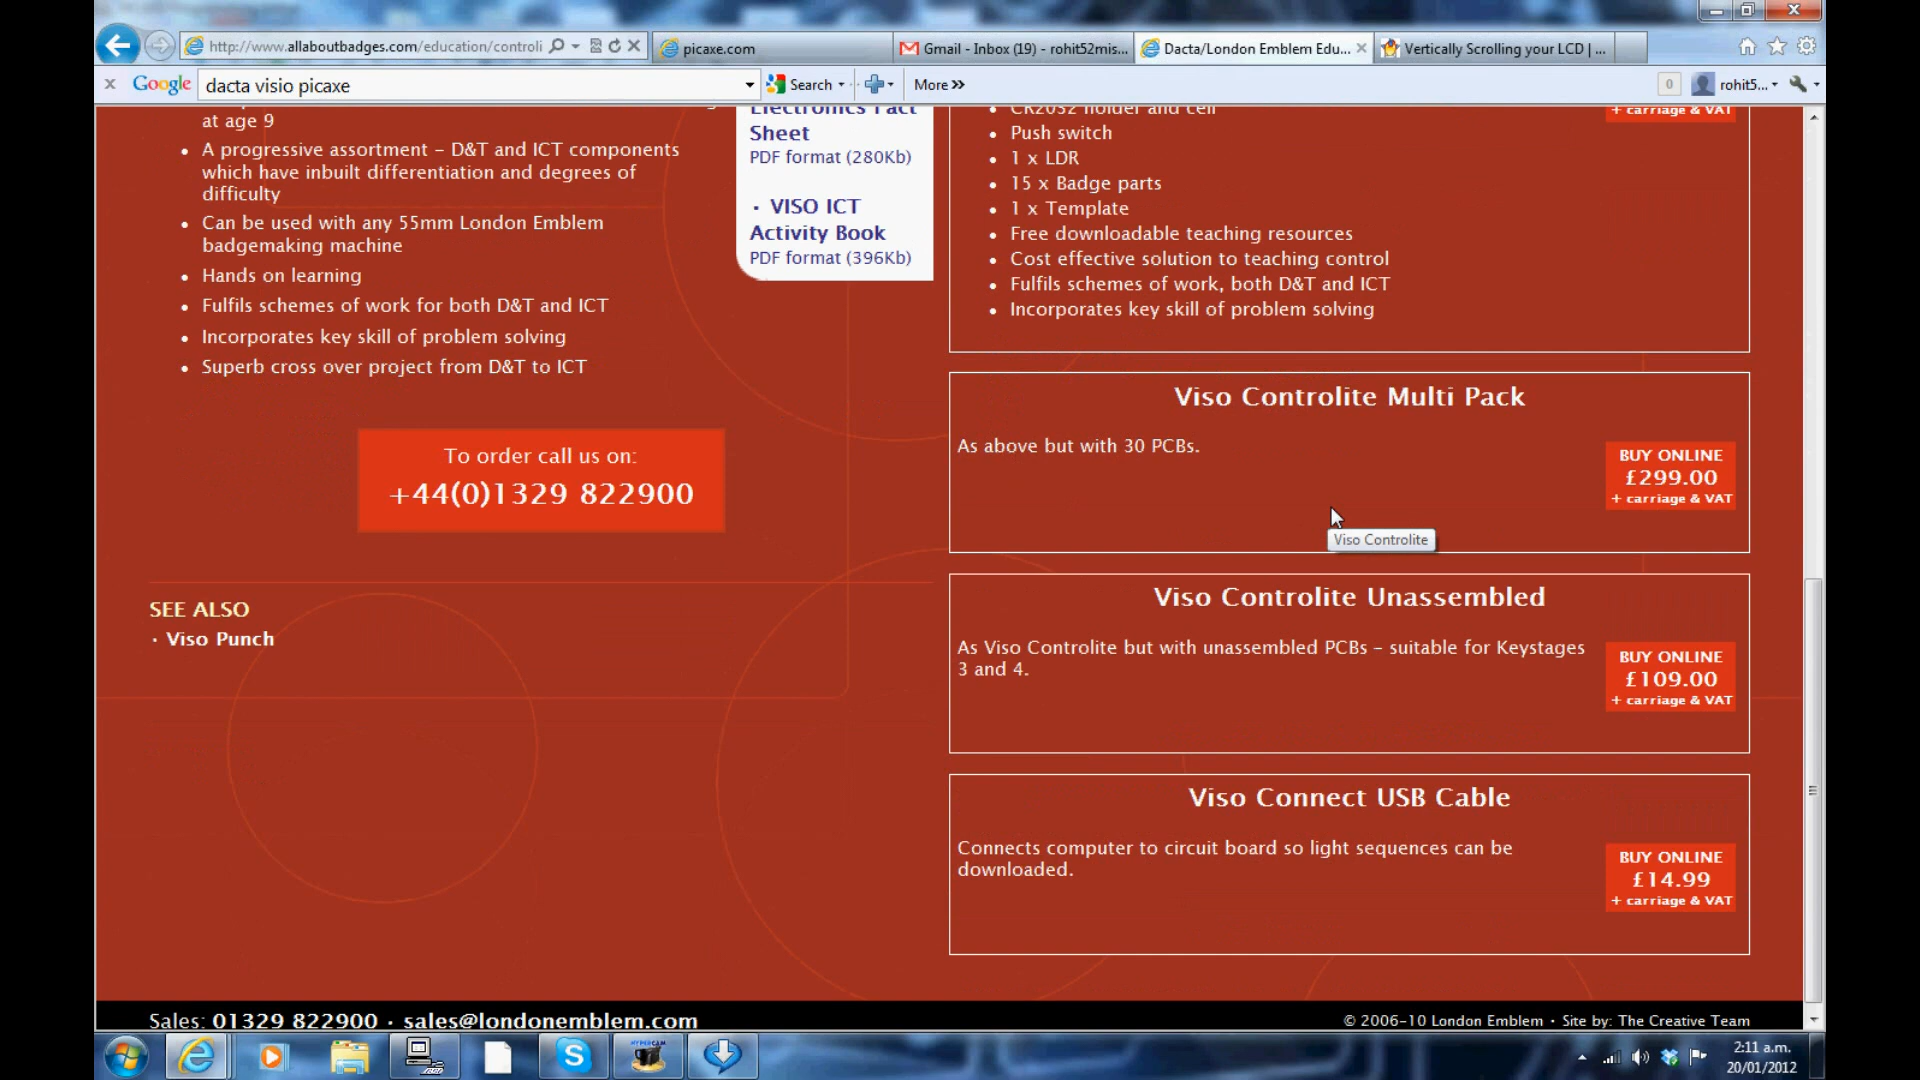 http://www.allaboutbadges.com/education/controli
picaxe.com
Gmail - Inbox (19) - rohit52mis...
Dacta/London Emblem Edu...
Vertically Scrolling your LCD | ...
x Google
dacta visio picaxe
Search
More »
0
rohit5...
at age 9
• A progressive assortment – D&T and ICT components
which have inbuilt differentiation and degrees of
difficulty
• Can be used with any 55mm London Emblem
badgemaking machine
• Hands on learning
• Fulfils schemes of work for both D&T and ICT
• Incorporates key skill of problem solving
• Superb cross over project from D&T to ICT
To order call us on:
+44(0)1329 822900
SEE ALSO
· Viso Punch
Electronics Fact
Sheet
PDF format (280Kb)
· VISO ICT
Activity Book
PDF format (396Kb)
• CR2032 holder and cell
• Push switch
• 1 x LDR
• 15 x Badge parts
• 1 x Template
• Free downloadable teaching resources
• Cost effective solution to teaching control
• Fulfils schemes of work, both D&T and ICT
• Incorporates key skill of problem solving
+ carriage & VAT
Viso Controlite Multi Pack
As above but with 30 PCBs.
BUY ONLINE
£299.00
+ carriage & VAT
Viso Controlite
Viso Controlite Unassembled
As Viso Controlite but with unassembled PCBs – suitable for Keystages
3 and 4.
BUY ONLINE
£109.00
+ carriage & VAT
Viso Connect USB Cable
Connects computer to circuit board so light sequences can be
downloaded.
BUY ONLINE
£14.99
+ carriage & VAT
Sales: 01329 822900 · sales@londonemblem.com
© 2006-10 London Emblem · Site by: The Creative Team
HYPERCAM
2:11 a.m.
20/01/2012